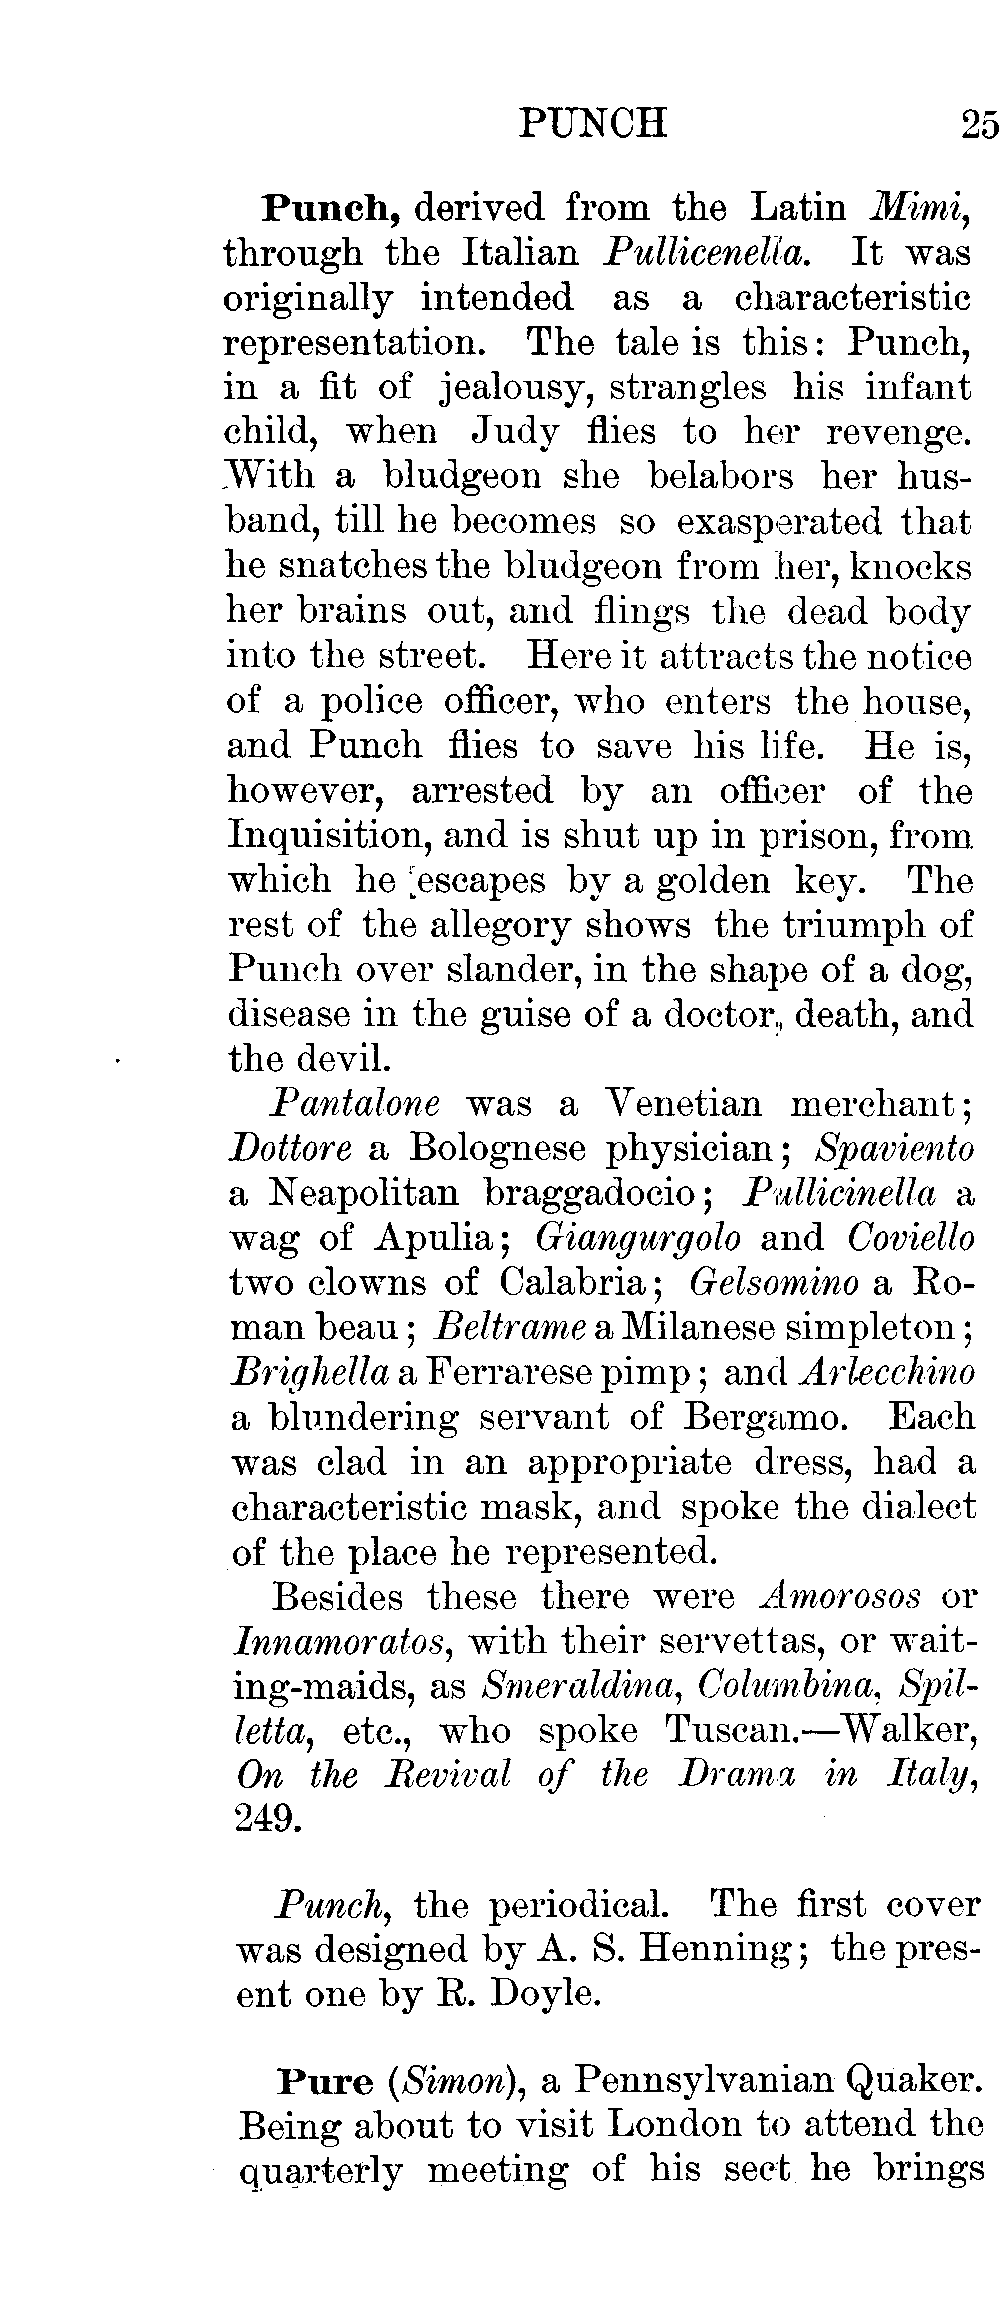 PUNCH 25
Punch, derived from the Latin Mimi,
through the Italian Pullicenella. It was
originally intended as a characteristic
representation. The tale is this: Punch,
in a fit of jealousy, strangles his infant
child, when Judy flies to her revenge.
With a bludgeon she belabors her hus-
band, till he becomes so exasperated that
he snatches the bludgeon from her, knocks
her brains out, and flings the dead body
into the street. Here it attracts the notice
of a police officer, who enters the house,
and Punch flies to save his life. He is,
however, arrested by an officer of the
Inquisition, and is shut up in prison, from
which he escapes by a golden key. The
rest of the allegory shows the triumph of
Punch over slander, in the shape of a dog,
disease in the guise of a doctor, death, and
the devil.
Pantalone was a Venetian merchant;
Dottore a Bolognese physician; Spaviento
a Neapolitan braggadocio; Pullicinella a
wag of Apulia; Giangurgolo and Coviello
two clowns of Calabria; Gelsomino a Ro-
man beau; Beltrame a Milanese simpleton;
Brighella a Ferrarese pimp; and Arlecchino
a blundering servant of Bergamo. Each
was clad in an appropriate dress, had a
characteristic mask, and spoke the dialect
of the place he represented.
Besides these there were Amorosos or
Innamoratos, with their servettas, or wait-
ing-maids, as Smeraldina, Columbina, Spil-
letta, etc., who spoke Tuscan.—Walker,
On the Revival of the Drama in Italy,
249.
Punch, the periodical. The first cover
was designed by A. S. Henning; the pres-
ent one by R. Doyle.
Pure (Simon), a Pennsylvanian Quaker.
Being about to visit London to attend the
quarterly meeting of his sect he brings